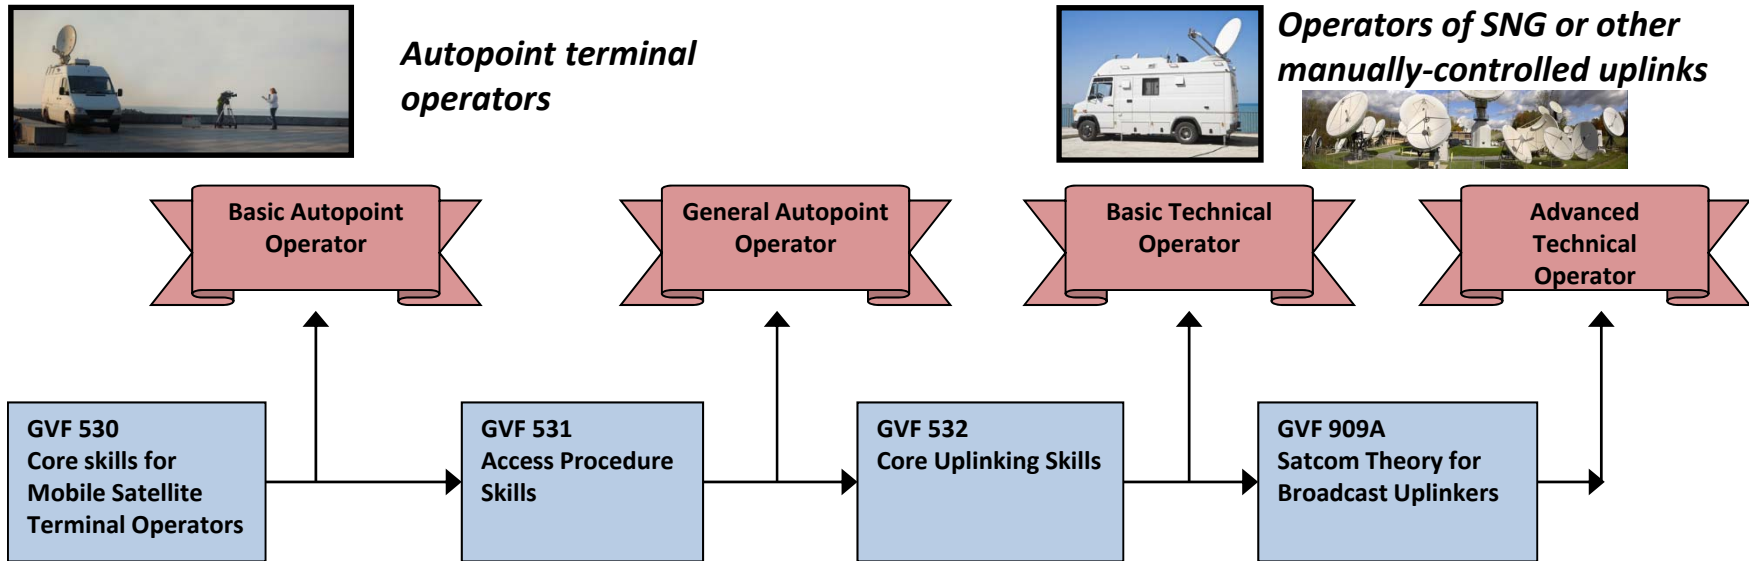 Autopoint terminal
operators
Operators of SNG or other
manually-controlled uplinks
Basic Autopoint
Operator
General Autopoint
Operator
Basic Technical
Operator
Advanced
Technical
Operator
GVF 530
Core skills for
Mobile Satellite
Terminal Operators
GVF 531
Access Procedure
Skills
GVF 532
Core Uplinking Skills
GVF 909A
Satcom Theory for
Broadcast Uplinkers